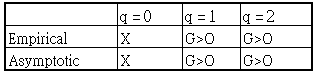 q = 0 q = 1 q = 2
Empirical X G>O G>O
Asymptotic X G>O G>O